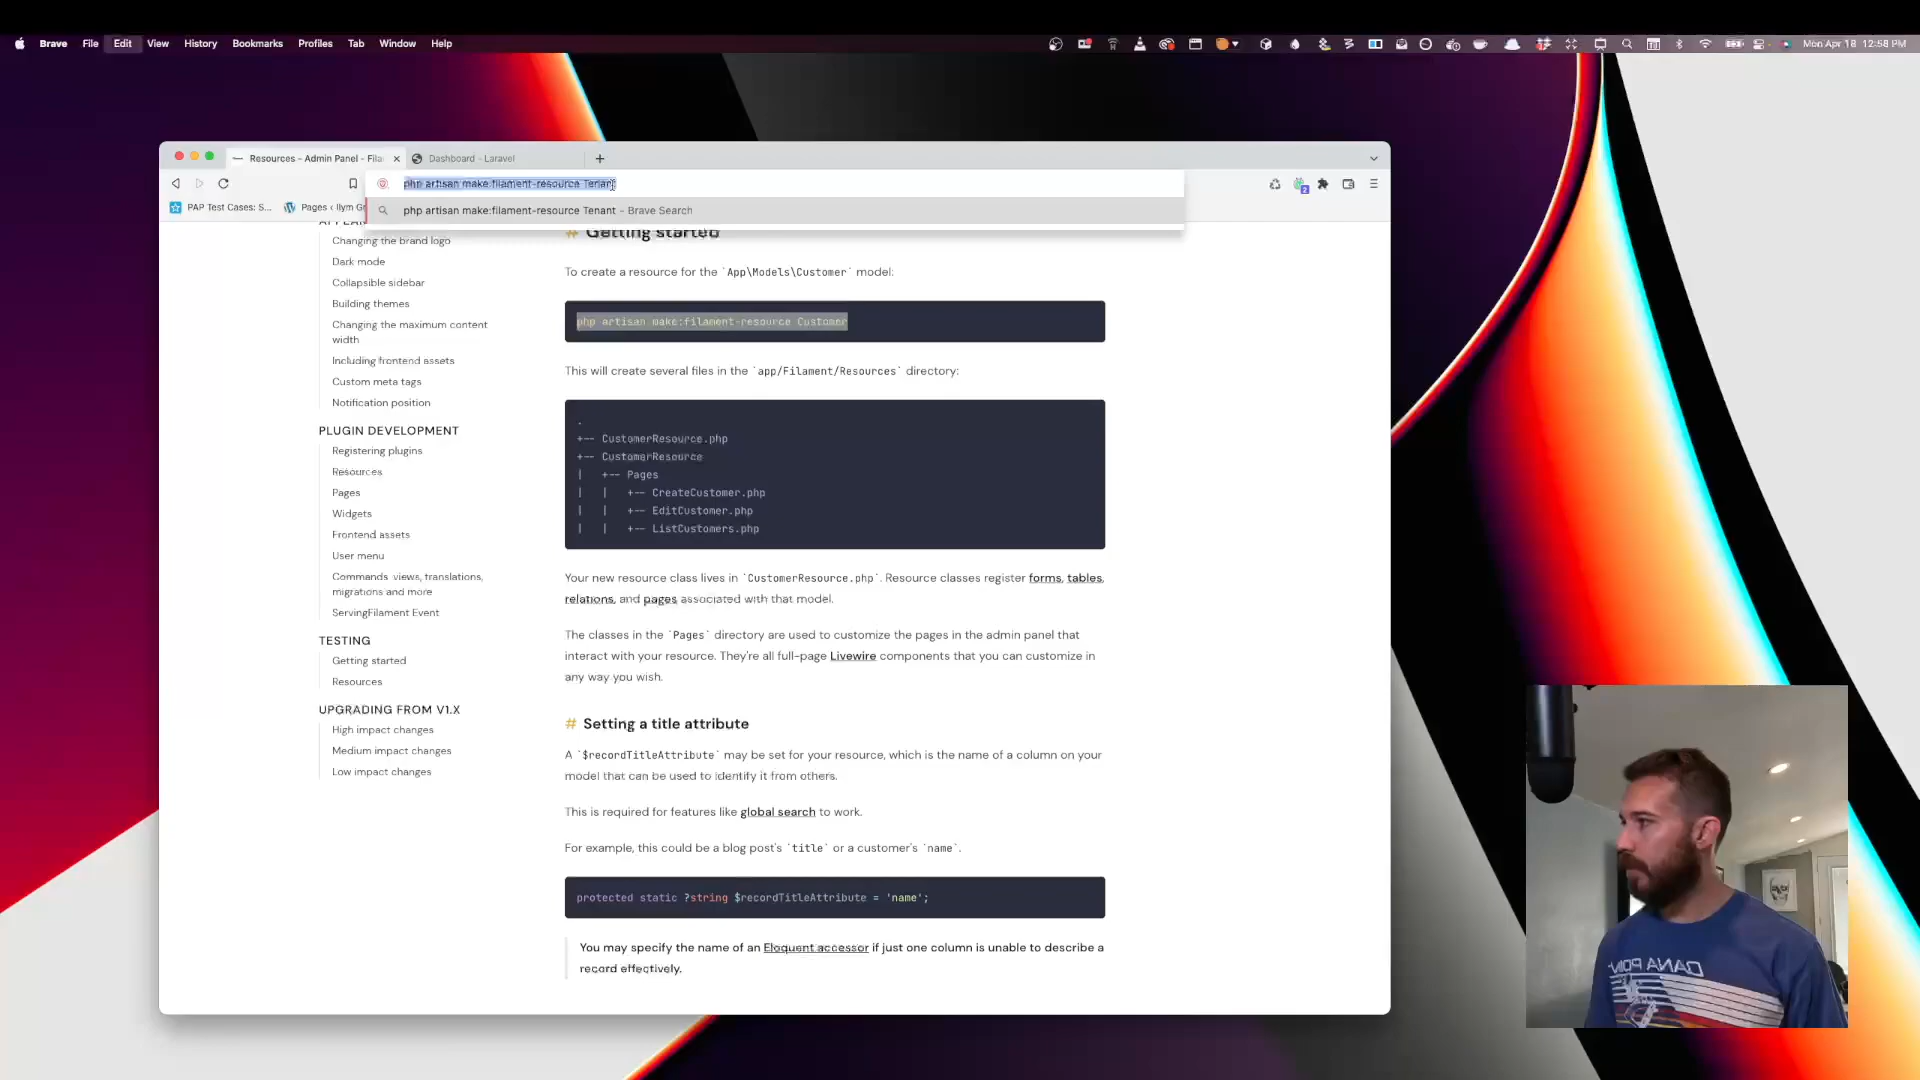 Brave File Edit View History Bookmarks Profiles Tab Window Help
Mon Apr 18 12:58 PM
Resources - Admin Panel - Fila
Dashboard - Laravel
php artisan make:filament-resource Tenant
PAP Test Cases: S...
Pages ‹ Ilym Gr
php artisan make:filament-resource Tenant - Brave Search
Changing the brand logo
Dark mode
Collapsible sidebar
Building themes
Changing the maximum content
width
Including frontend assets
Custom meta tags
Notification position
PLUGIN DEVELOPMENT
Registering plugins
Resources
Pages
Widgets
Frontend assets
User menu
Commands, views, translations,
migrations and more
ServingFilament Event
TESTING
Getting started
Resources
UPGRADING FROM V1.X
High impact changes
Medium impact changes
Low impact changes
# Getting started
To create a resource for the `App\Models\Customer` model:
php artisan make:filament-resource Customer
This will create several files in the `app/Filament/Resources` directory:
.
+-- CustomerResource.php
+-- CustomerResource
|   +-- Pages
|   |   +-- CreateCustomer.php
|   |   +-- EditCustomer.php
|   |   +-- ListCustomers.php
Your new resource class lives in `CustomerResource.php`. Resource classes register forms, tables,
relations, and pages associated with that model.
The classes in the `Pages` directory are used to customize the pages in the admin panel that
interact with your resource. They're all full-page Livewire components that you can customize in
any way you wish.
# Setting a title attribute
A `$recordTitleAttribute` may be set for your resource, which is the name of a column on your
model that can be used to identify it from others.
This is required for features like global search to work.
For example, this could be a blog post's `title` or a customer's `name`.
protected static ?string $recordTitleAttribute = 'name';
You may specify the name of an Eloquent accessor if just one column is unable to describe a
record effectively.
DANA POINT